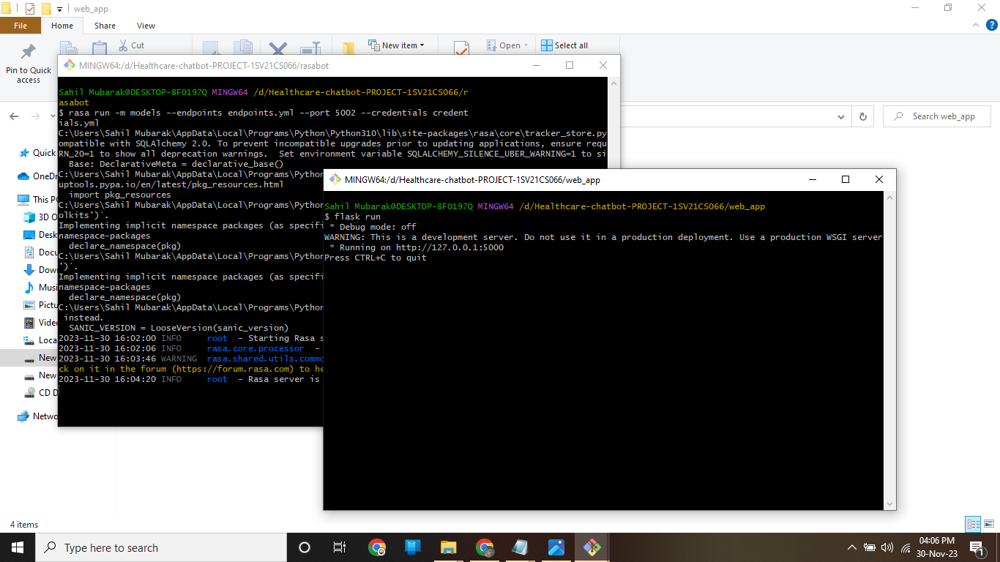 web_app
File
Home
Share
View
Pin to Quick
access
Cut
New item
Open
Select all
Search web_app
Quick
OneDr
This PC
3D O
Desk
Docu
Down
Musi
Pictu
Video
Loca
New
New
CD D
Netwo
MINGW64:/d/Healthcare-chatbot-PROJECT-1SV21CS066/rasabot
Sahil Mubarak@DESKTOP-8F0197Q MINGW64 /d/Healthcare-chatbot-PROJECT-1SV21CS066/r
asabot
$ rasa run -m models --endpoints endpoints.yml --port 5002 --credentials credent
ials.yml
C:\Users\Sahil Mubarak\AppData\Local\Programs\Python\Python310\lib\site-packages\rasa\core\tracker_store.py
ompatible with SQLAlchemy 2.0. To prevent incompatible upgrades prior to updating applications, ensure requ
RN_20=1 to show all deprecation warnings.  Set environment variable SQLALCHEMY_SILENCE_UBER_WARNING=1 to si
Base: DeclarativeMeta = declarative_base()
C:\Users\Sahil Mubarak\AppData\Local\Programs\Python
uptools.pypa.io/en/latest/pkg_resources.html
import pkg_resources
C:\Users\Sahil Mubarak\AppData\Local\Programs\Python
olkits')`.
Implementing implicit namespace packages (as specifi
namespace-packages
declare_namespace(pkg)
C:\Users\Sahil Mubarak\AppData\Local\Programs\Python
')`.
Implementing implicit namespace packages (as specifi
namespace-packages
declare_namespace(pkg)
C:\Users\Sahil Mubarak\AppData\Local\Programs\Python
instead.
SANIC_VERSION = LooseVersion(sanic_version)
2023-11-30 16:02:00 INFO     root  - Starting Rasa s
2023-11-30 16:02:06 INFO     rasa.core.processor  -
2023-11-30 16:03:46 WARNING  rasa.shared.utils.commo
ck on it in the forum (https://forum.rasa.com) to he
2023-11-30 16:04:20 INFO     root  - Rasa server is
MINGW64:/d/Healthcare-chatbot-PROJECT-1SV21CS066/web_app
Sahil Mubarak@DESKTOP-8F0197Q MINGW64 /d/Healthcare-chatbot-PROJECT-1SV21CS066/web_app
$ flask run
* Debug mode: off
WARNING: This is a development server. Do not use it in a production deployment. Use a production WSGI server
* Running on http://127.0.0.1:5000
Press CTRL+C to quit
4 items
Type here to search
04:06 PM
30-Nov-23
1